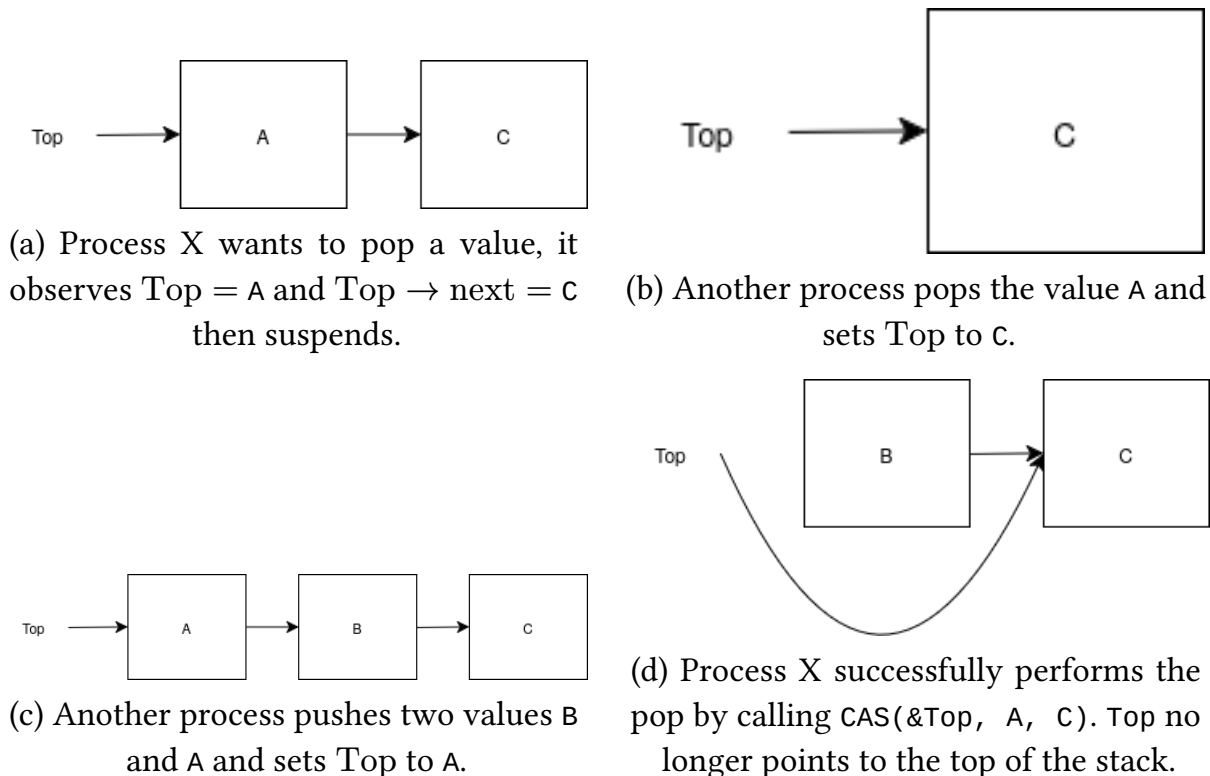 Top
A
C
(a) Process X wants to pop a value, it
observes Top = A and Top → next = C
then suspends.
Top
C
(b) Another process pops the value A and
sets Top to C.
Top
A
B
C
(c) Another process pushes two values B
and A and sets Top to A.
Top
B
C
(d) Process X successfully performs the
pop by calling CAS(&Top, A, C). Top no
longer points to the top of the stack.